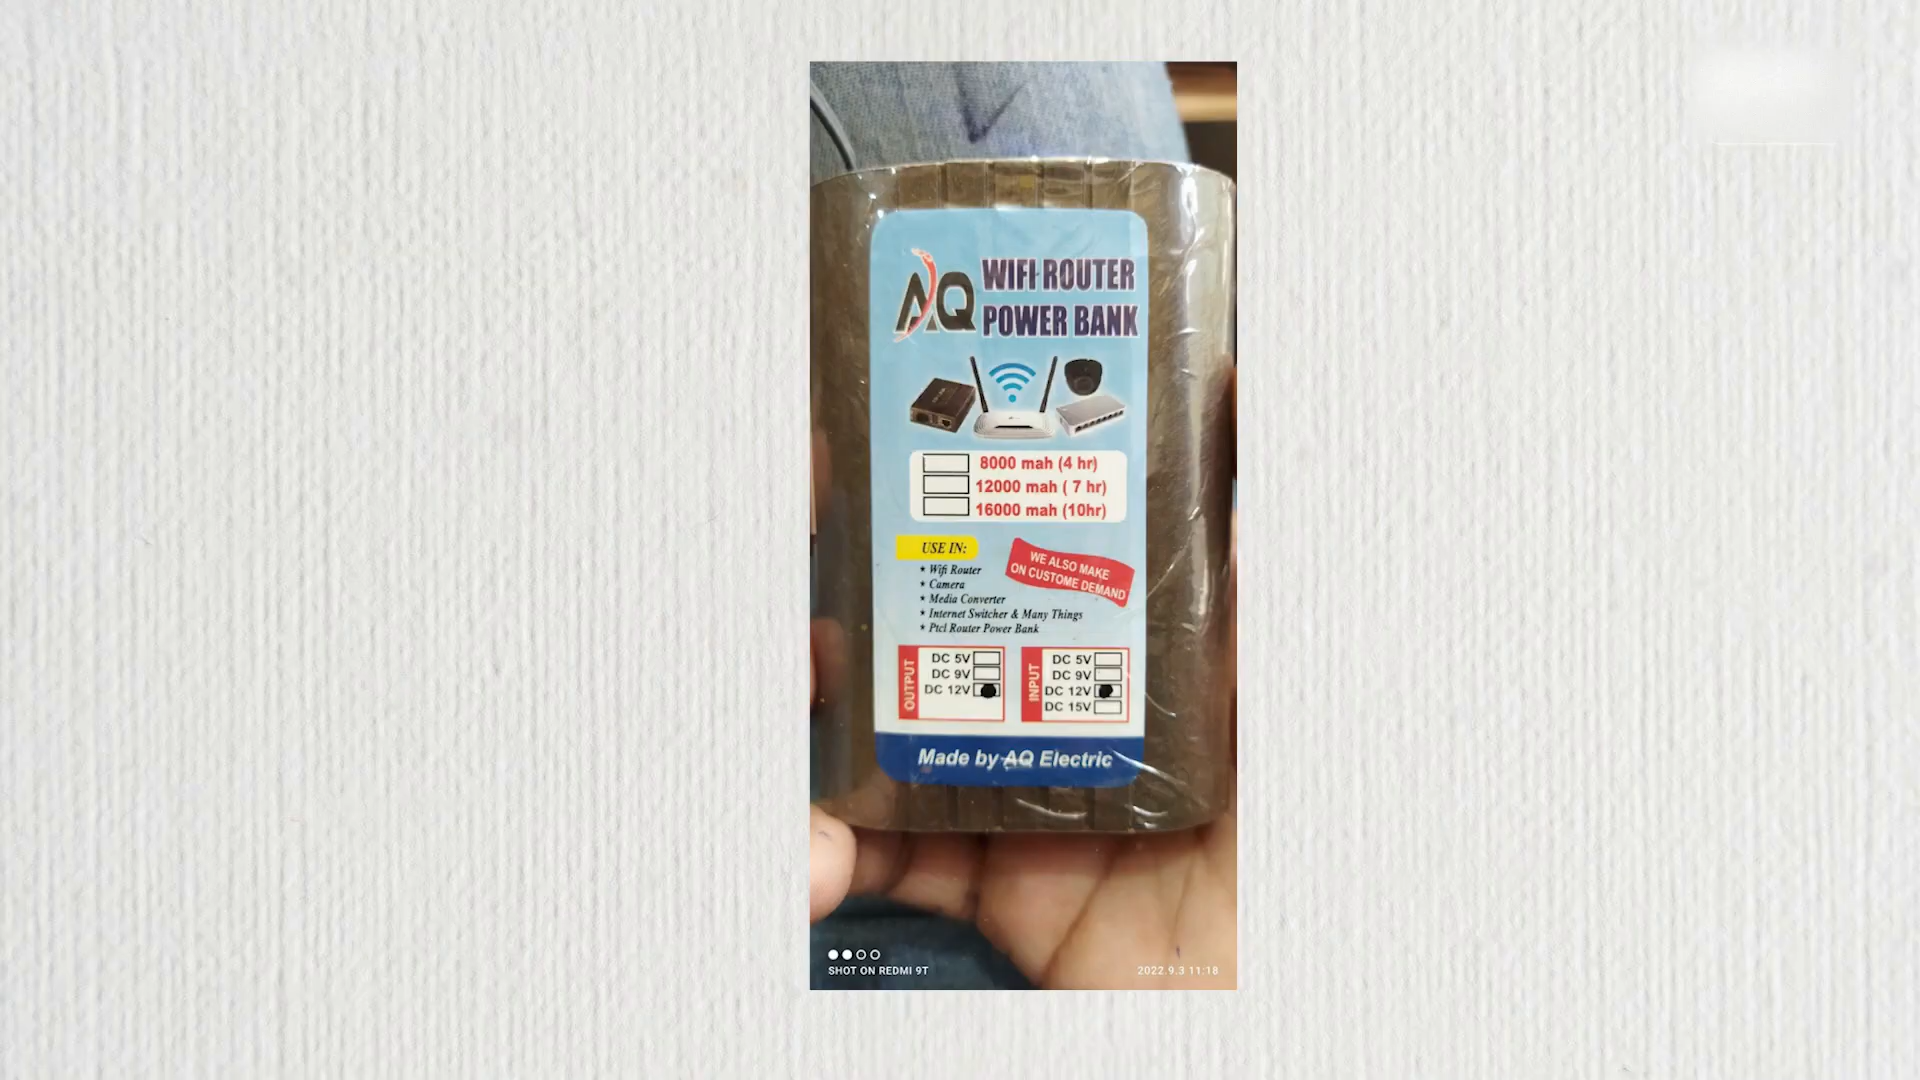 AQ WIFI ROUTER
POWER BANK
8000 mah (4 hr)
12000 mah ( 7 hr)
16000 mah (10hr)
USE IN:
* Wifi Router
* Camera
* Media Converter
* Internet Switcher & Many Things
* Ptcl Router Power Bank
WE ALSO MAKE
ON CUSTOME DEMAND
OUTPUT
DC 5V
DC 9V
DC 12V
INPUT
DC 5V
DC 9V
DC 12V
DC 15V
Made by AQ Electric
SHOT ON REDMI 9T
2022.9.3 11:18